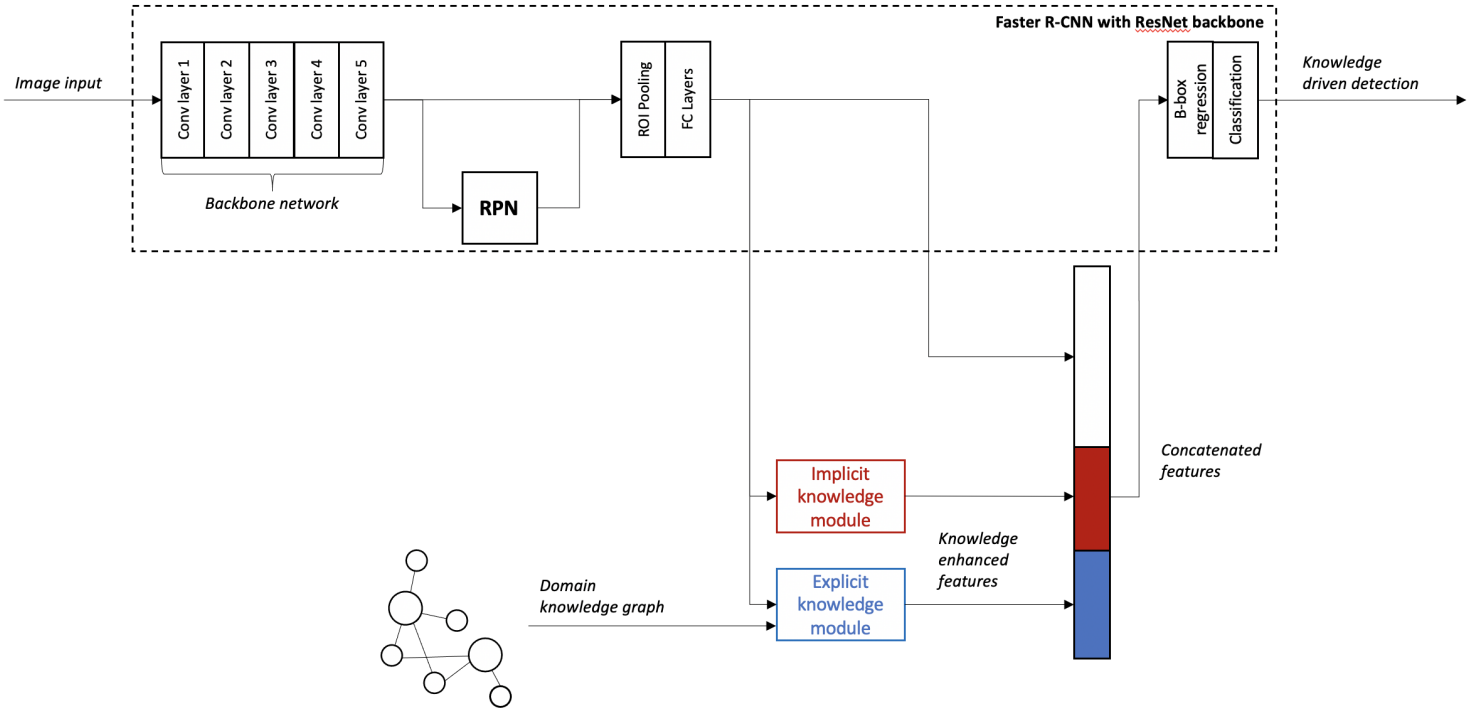 Faster R-CNN with ResNet backbone
Image input
Conv layer 1
Conv layer 2
Conv layer 3
Conv layer 4
Conv layer 5
Backbone network
RPN
ROI Pooling
FC Layers
B-box
regression
Classification
Knowledge
driven detection
Concatenated
features
Implicit
knowledge
module
Knowledge
enhanced
features
Explicit
knowledge
module
Domain
knowledge graph